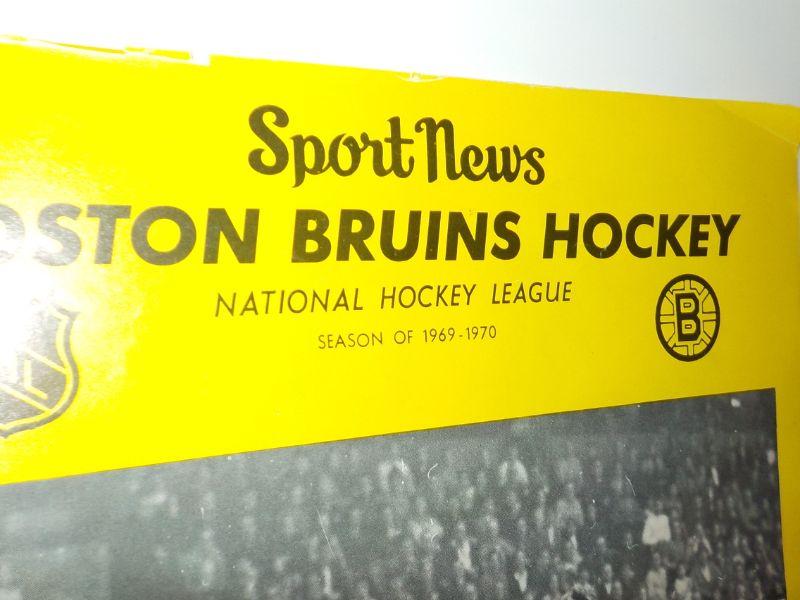 Sport News
OSTON BRUINS HOCKEY
NATIONAL HOCKEY LEAGUE
SEASON OF 1969-1970
B